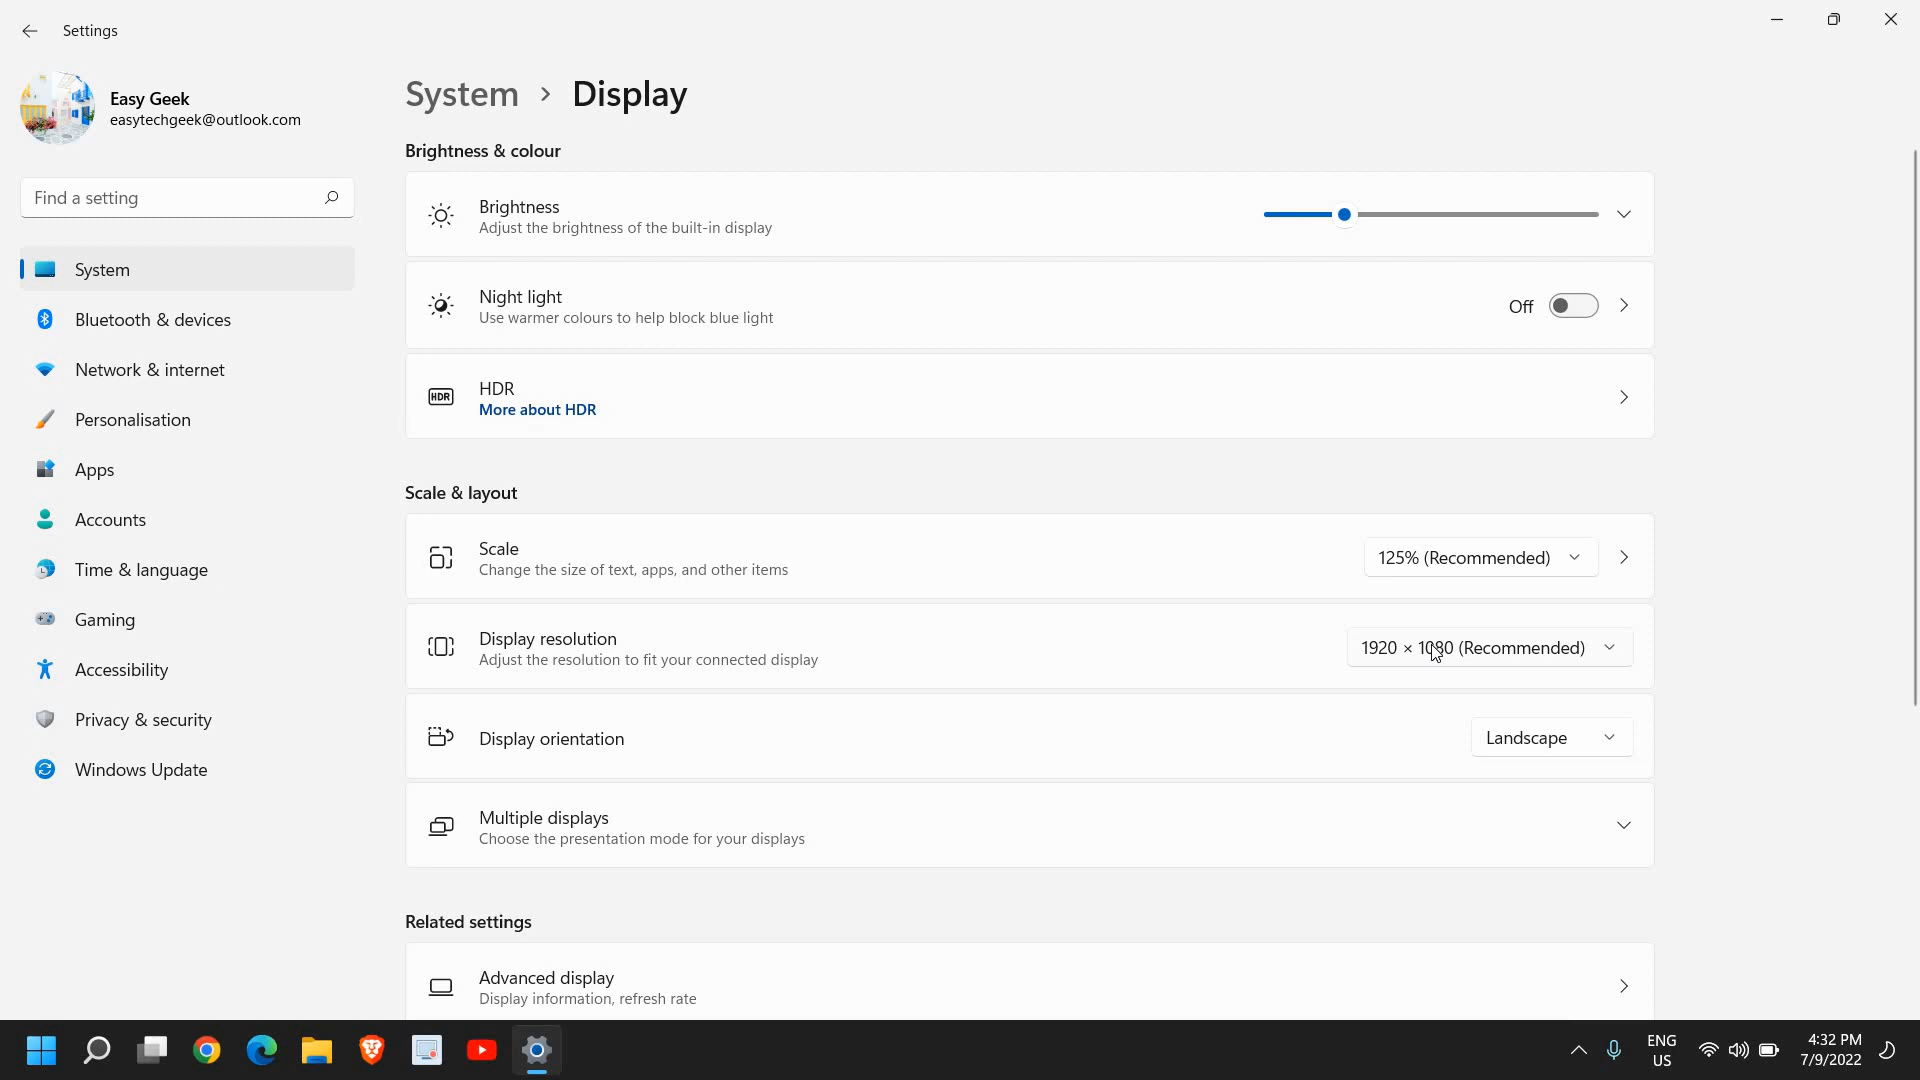 Settings
Easy Geek
easytechgeek@outlook.com
Find a setting
System
Bluetooth & devices
Network & internet
Personalisation
Apps
Accounts
Time & language
Gaming
Accessibility
Privacy & security
Windows Update
System > Display
Brightness & colour
Brightness
Adjust the brightness of the built-in display
Night light
Use warmer colours to help block blue light
Off
HDR
HDR
More about HDR
Scale & layout
Scale
Change the size of text, apps, and other items
125% (Recommended)
Display resolution
Adjust the resolution to fit your connected display
1920 × 1080 (Recommended)
Display orientation
Landscape
Multiple displays
Choose the presentation mode for your displays
Related settings
Advanced display
Display information, refresh rate
ENG
US
4:32 PM
7/9/2022